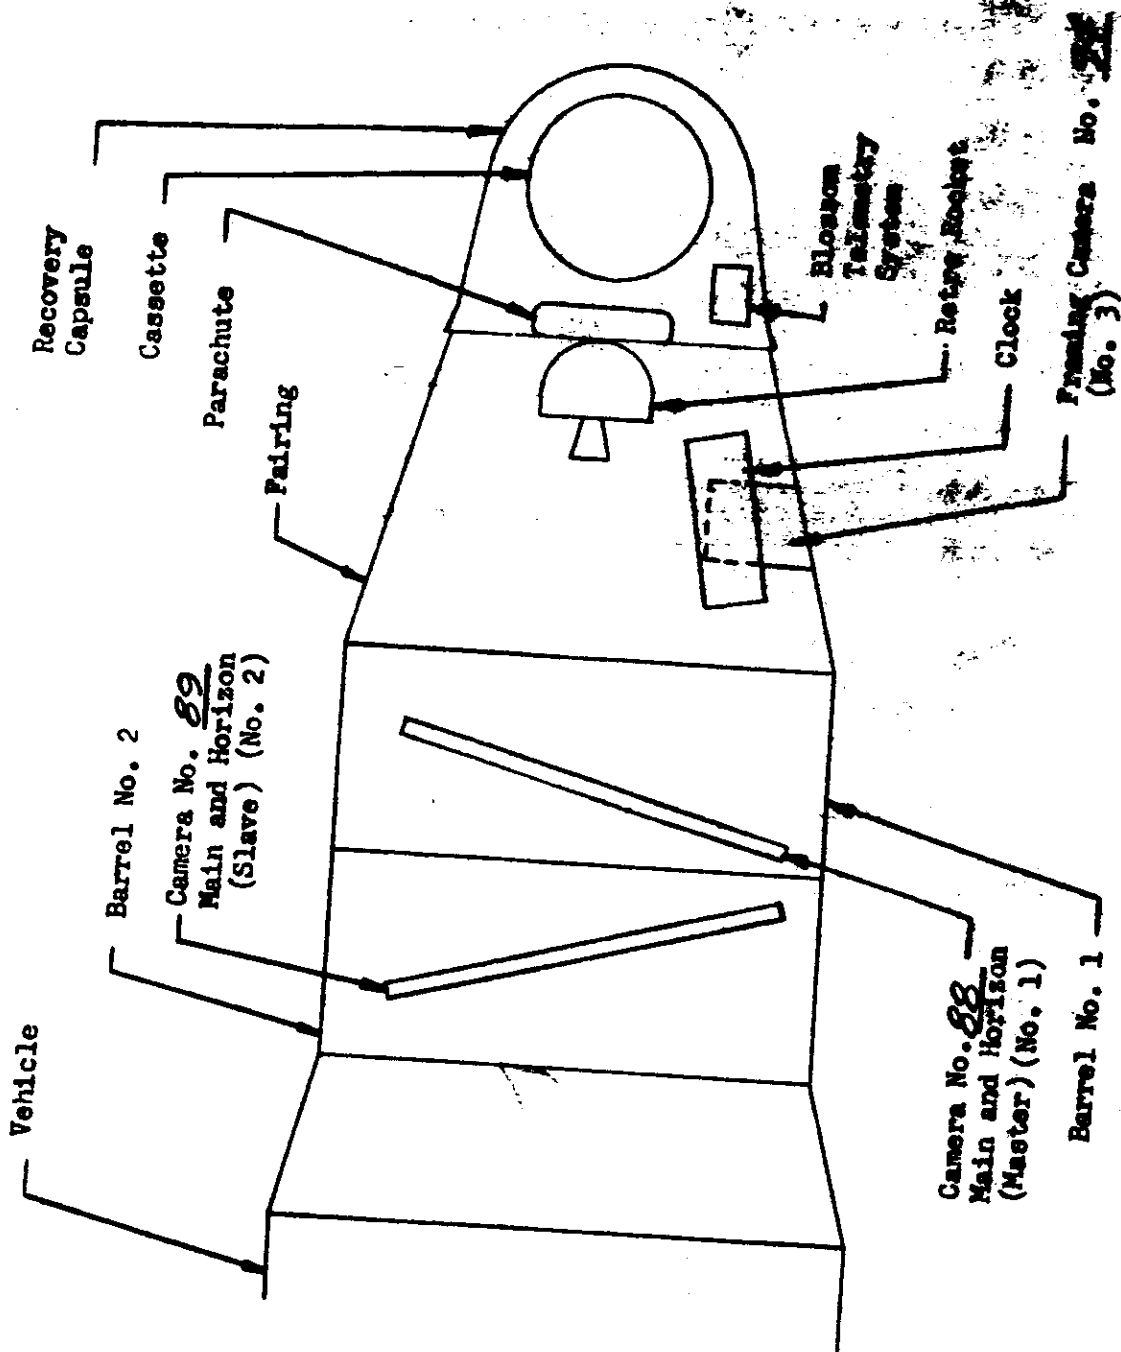 Vehicle
Barrel No. 2
Camera No. 89
Main and Horizon
(Slave) (No. 2)
Fairing
Parachute
Cassette
Recovery
Capsule
Camera No. 88
Main and Horizon
(Master) (No. 1)
Barrel No. 1
Framing Camera No.
(No. 3)
Clock
Retro Rocket
Blossom
Telemetry
System